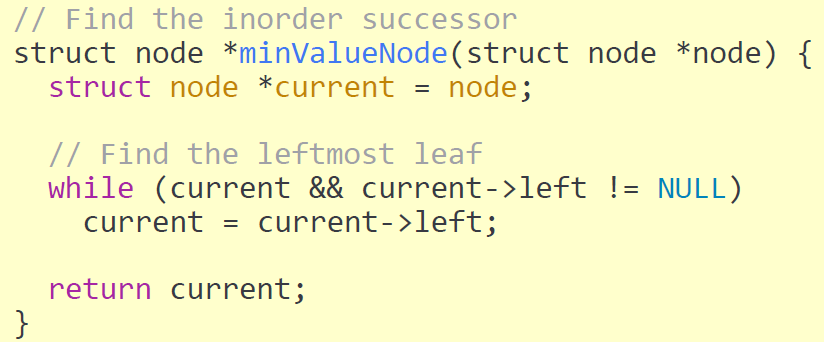 // Find the inorder successor
struct node *minValueNode(struct node *node) {
  struct node *current = node;

  // Find the leftmost leaf
  while (current && current->left != NULL)
    current = current->left;

  return current;
}